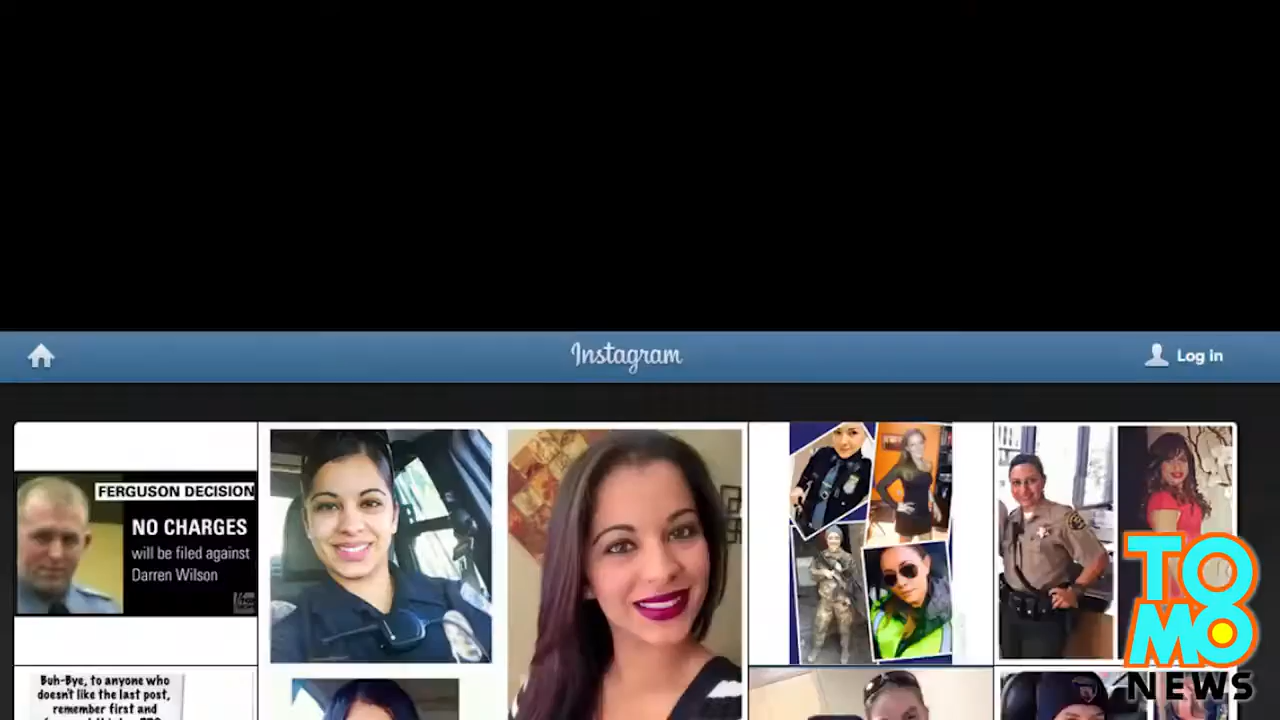 Instagram
Log in
FERGUSON DECISION
NO CHARGES
will be filed against
Darren Wilson
Buh-Bye, to anyone who
doesn't like the last post,
remember first and
TOMO
NEWS